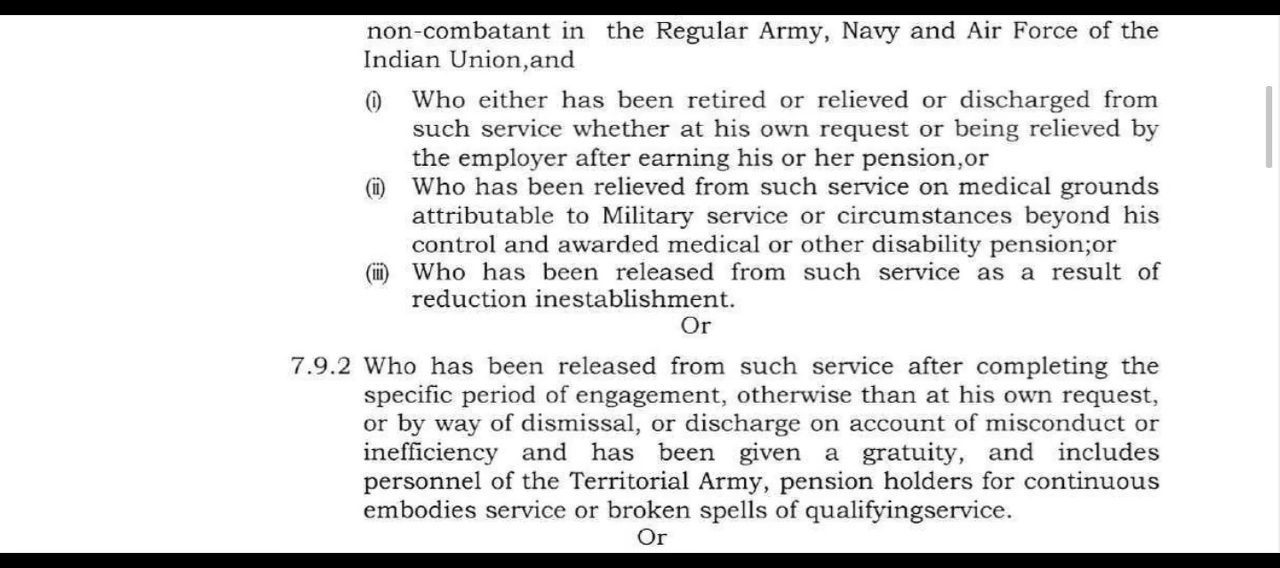 non-combatant in the Regular Army, Navy and Air Force of the
Indian Union,and
(i) Who either has been retired or relieved or discharged from
such service whether at his own request or being relieved by
the employer after earning his or her pension,or
(ii) Who has been relieved from such service on medical grounds
attributable to Military service or circumstances beyond his
control and awarded medical or other disability pension;or
(iii) Who has been released from such service as a result of
reduction inestablishment.
Or
7.9.2 Who has been released from such service after completing the
specific period of engagement, otherwise than at his own request,
or by way of dismissal, or discharge on account of misconduct or
inefficiency and has been given a gratuity, and includes
personnel of the Territorial Army, pension holders for continuous
embodies service or broken spells of qualifyingservice.
Or